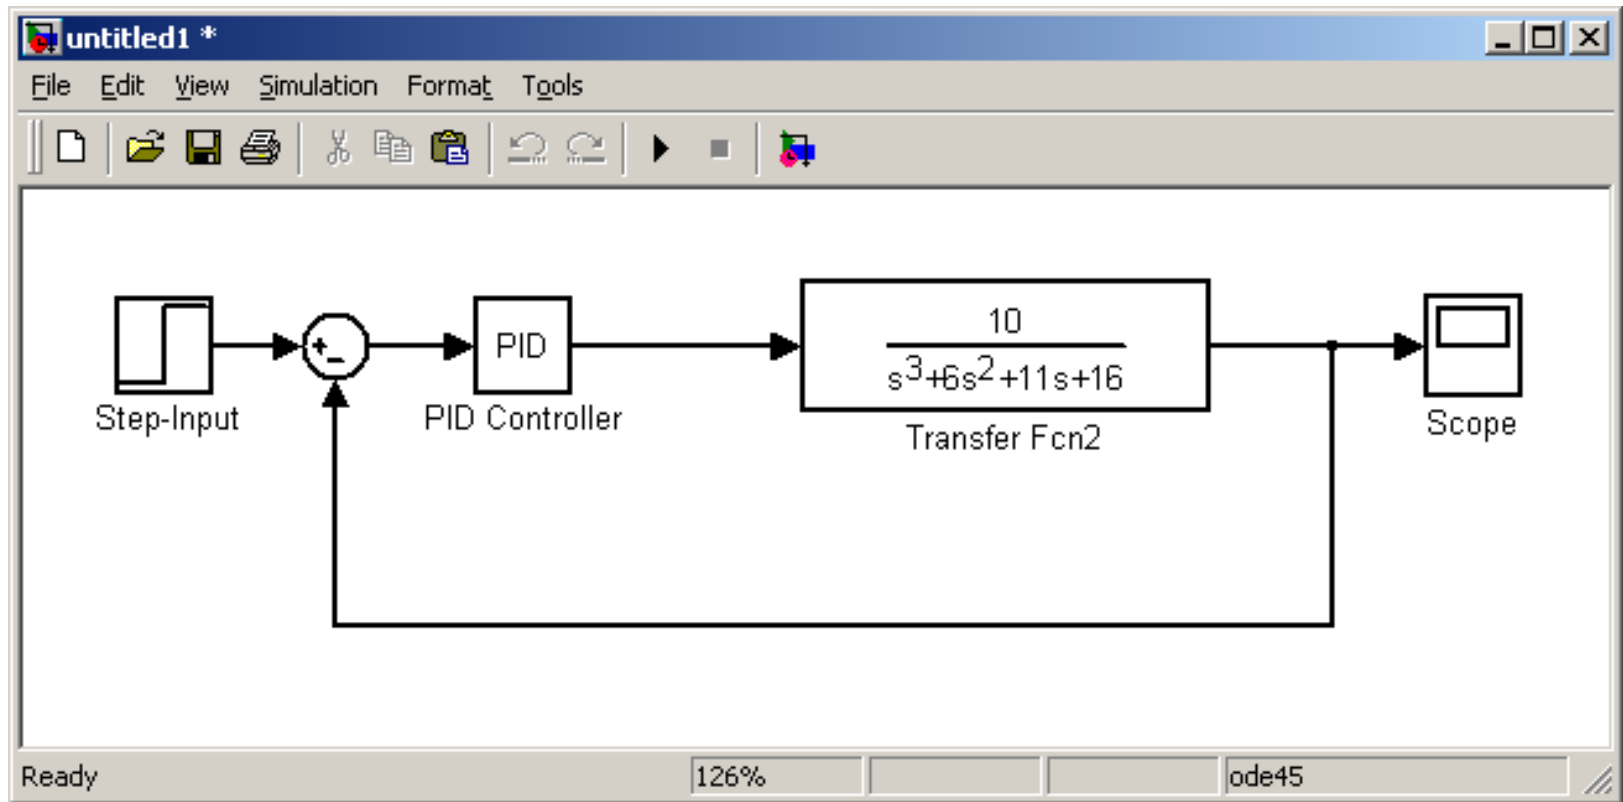 untitled1 *
File Edit View Simulation Format Tools
+
-
PID
10
s³+6s²+11s+16
Step-Input
PID Controller
Transfer Fcn2
Scope
Ready 126% ode45